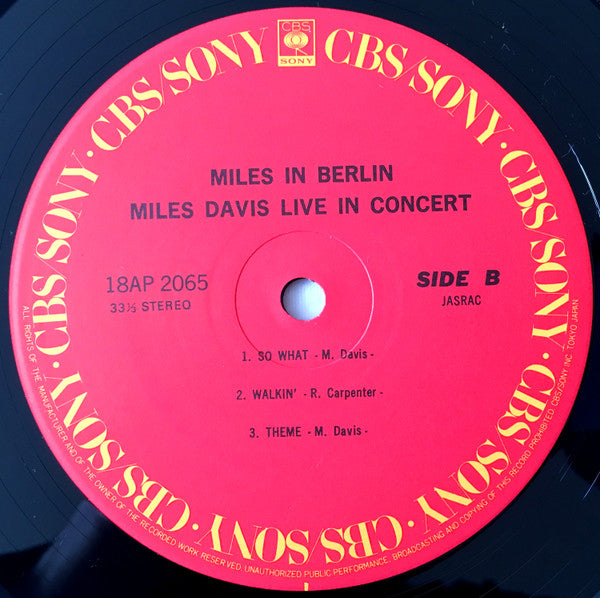 CBS
SONY
CBS/SONY · CBS/SONY · CBS/SONY · CBS/SONY · CBS/SONY · CBS/SONY · CBS/SONY · CBS/SONY
MILES IN BERLIN
MILES DAVIS LIVE IN CONCERT
18AP 2065
33⅓ STEREO
SIDE B
JASRAC
1. SO WHAT - M. Davis -
2. WALKIN' - R. Carpenter -
3. THEME - M. Davis -
ALL RIGHTS OF THE MANUFACTURER AND OF THE OWNER OF THE RECORDED WORK RESERVED. UNAUTHORIZED PUBLIC PERFORMANCE, BROADCASTING AND COPYING OF THIS RECORD PROHIBITED. CBS/SONY INC. TOKYO JAPAN